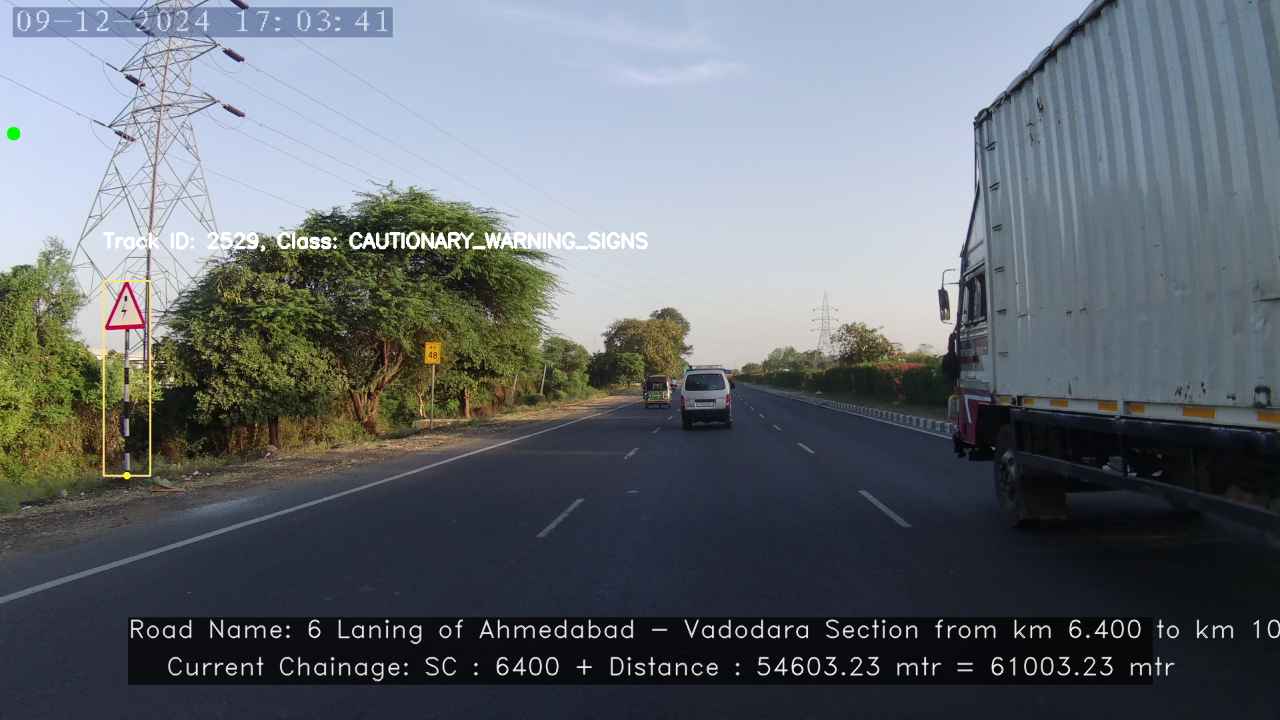 09-12-2024 17:03:41
Track ID: 2529, Class: CAUTIONARY_WARNING_SIGNS
48
Road Name: 6 Laning of Ahmedabad - Vadodara Section from km 6.400 to km 10
Current Chainage: SC : 6400 + Distance : 54603.23 mtr = 61003.23 mtr